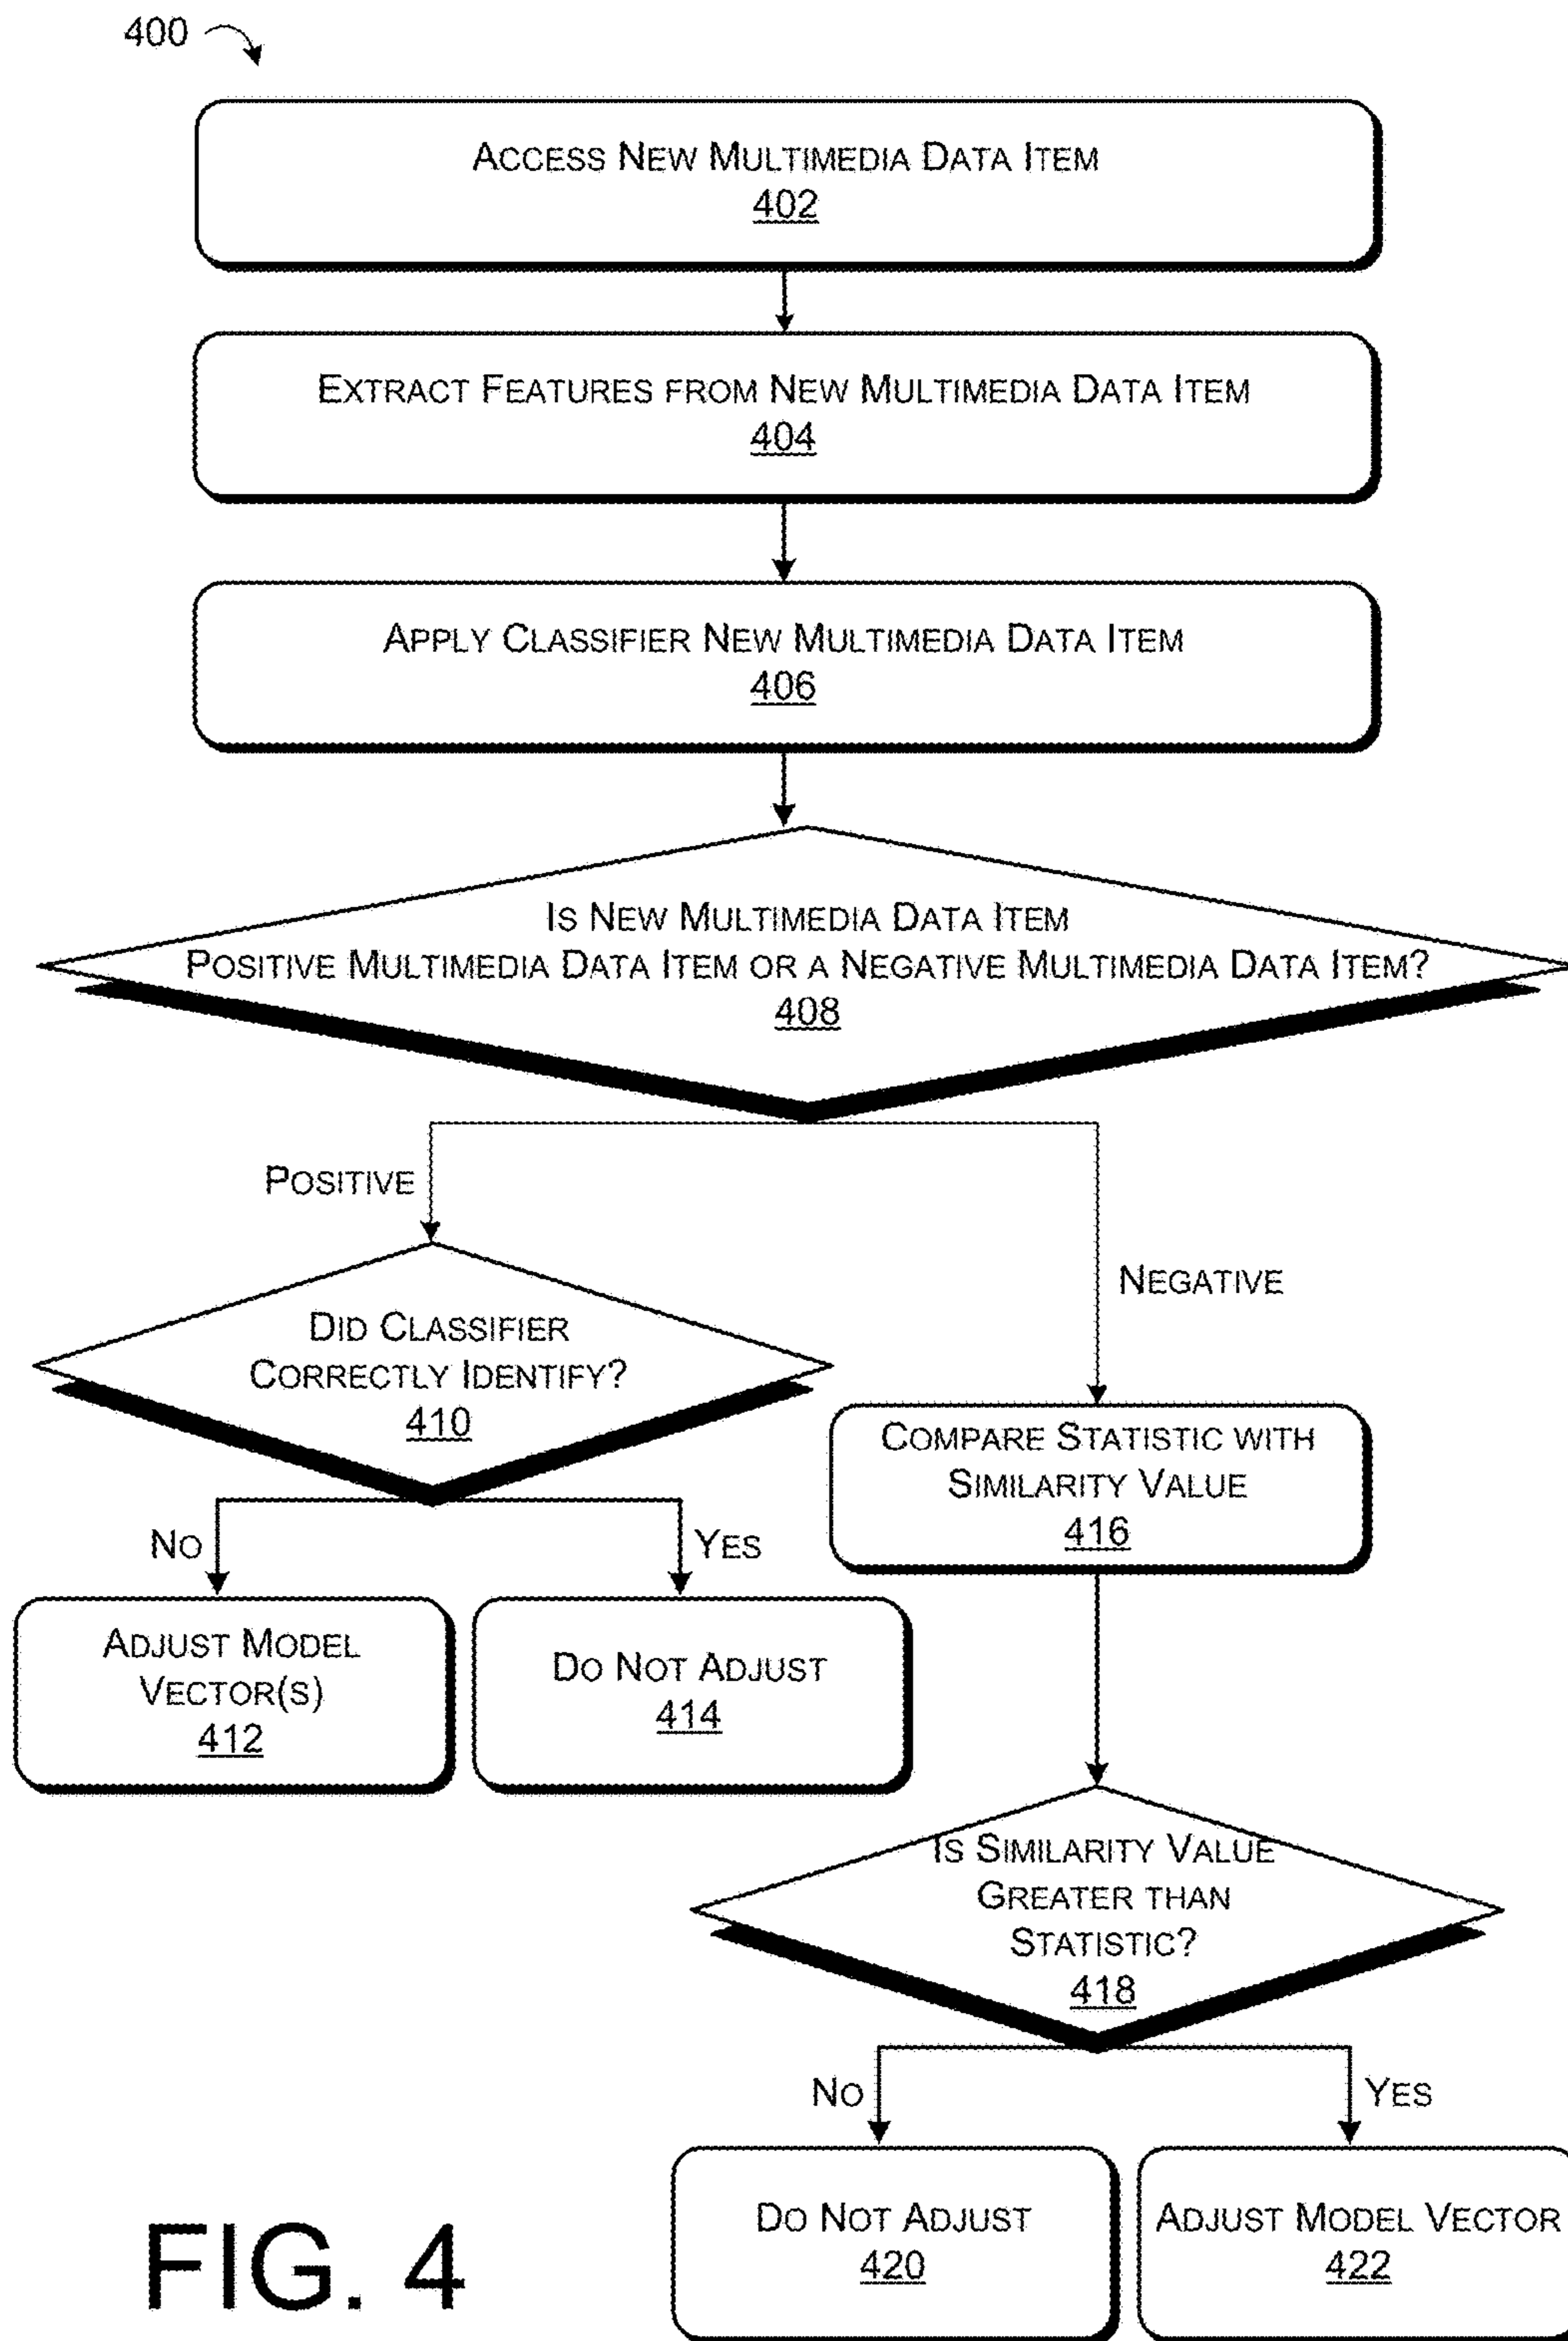 400
ACCESS NEW MULTIMEDIA DATA ITEM
402
EXTRACT FEATURES FROM NEW MULTIMEDIA DATA ITEM
404
APPLY CLASSIFIER NEW MULTIMEDIA DATA ITEM
406
IS NEW MULTIMEDIA DATA ITEM
POSITIVE MULTIMEDIA DATA ITEM OR A NEGATIVE MULTIMEDIA DATA ITEM?
408
POSITIVE
NEGATIVE
DID CLASSIFIER
CORRECTLY IDENTIFY?
410
COMPARE STATISTIC WITH
SIMILARITY VALUE
416
NO
YES
ADJUST MODEL
VECTOR(S)
412
DO NOT ADJUST
414
IS SIMILARITY VALUE
GREATER THAN
STATISTIC?
418
NO
YES
DO NOT ADJUST
420
ADJUST MODEL VECTOR
422
FIG. 4